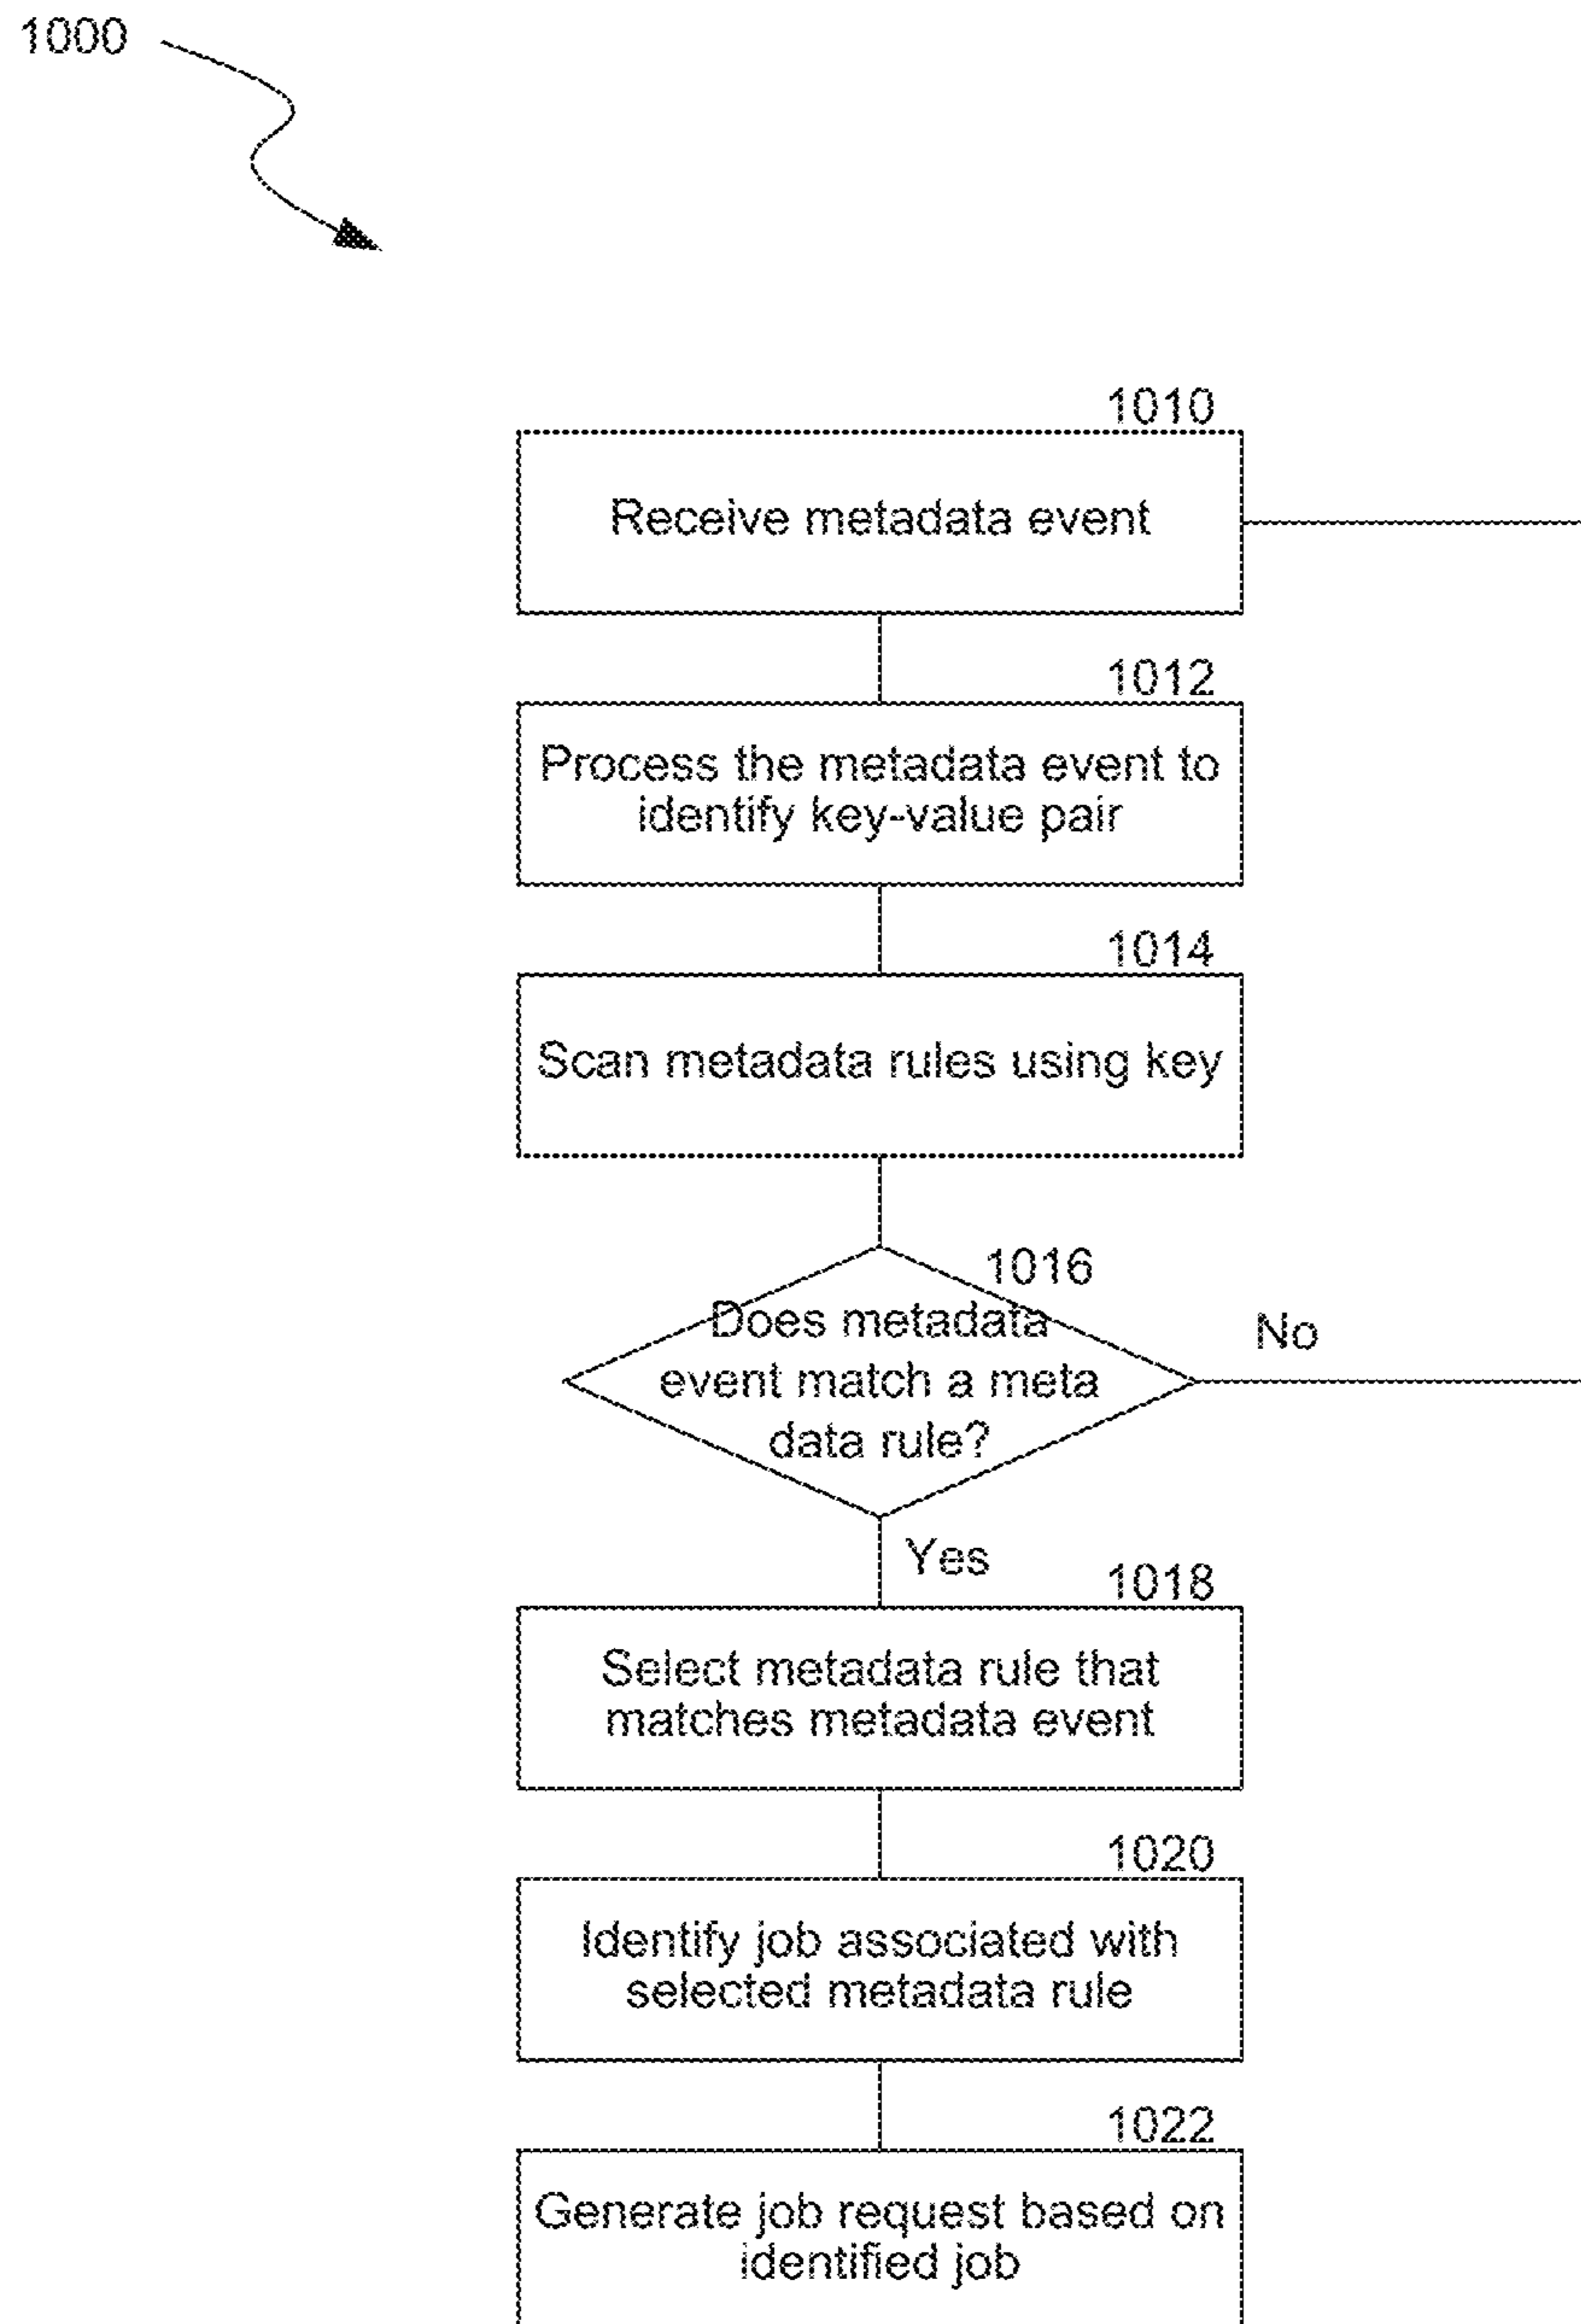 1000
1010
Receive metadata event
1012
Process the metadata event to
identify key-value pair
1014
Scan metadata rules using key
1016
Does metadata
event match a meta
data rule?
No
Yes
1018
Select metadata rule that
matches metadata event
1020
Identify job associated with
selected metadata rule
1022
Generate job request based on
identified job